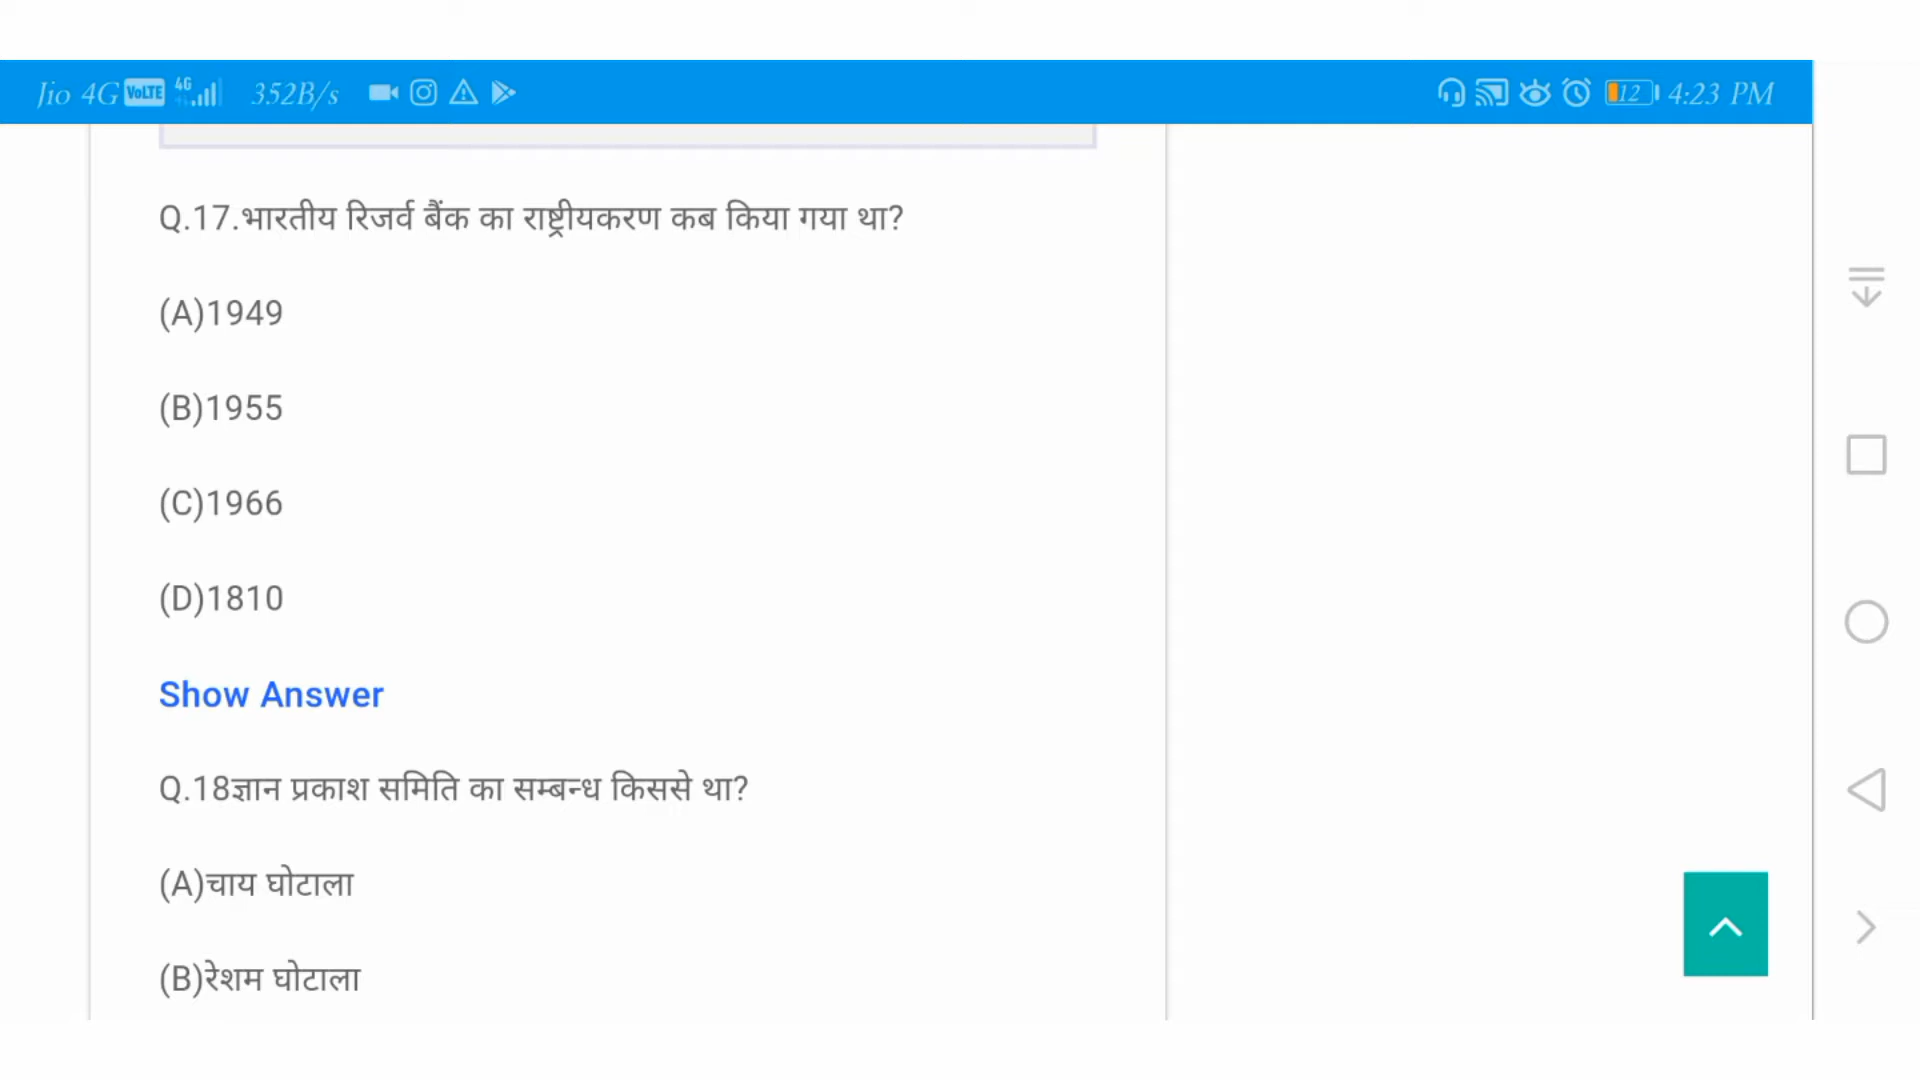 Jio 4G VoLTE 4G 352B/s 12 4:23 PM
Q.17.भारतीय रिजर्व बैंक का राष्ट्रीयकरण कब किया गया था?
(A)1949
(B)1955
(C)1966
(D)1810
Show Answer
Q.18ज्ञान प्रकाश समिति का सम्बन्ध किससे था?
(A)चाय घोटाला
(B)रेशम घोटाला